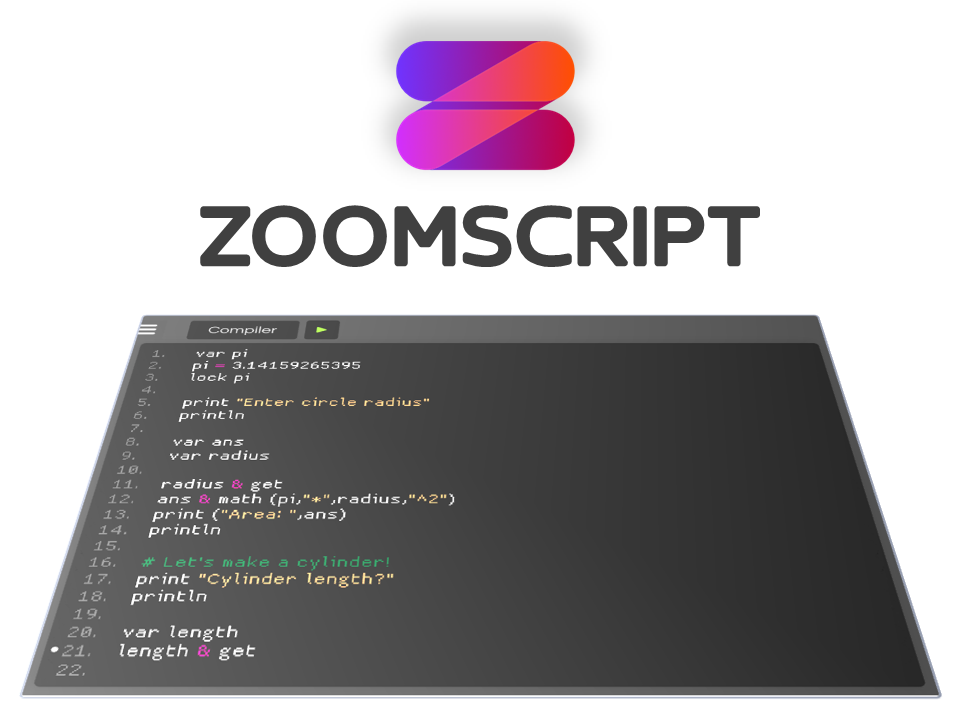 ZOOMSCRIPT
Compiler
1. var pi
2. pi = 3.14159265395
3. lock pi
4.
5. print "Enter circle radius"
6. println
7.
8. var ans
9. var radius
10.
11. radius & get
12. ans & math (pi,"*",radius,"^2")
13. print ("Area: ",ans)
14. println
15.
16. # Let's make a cylinder!
17. print "Cylinder length?"
18. println
19.
20. var length
21. length & get
22.